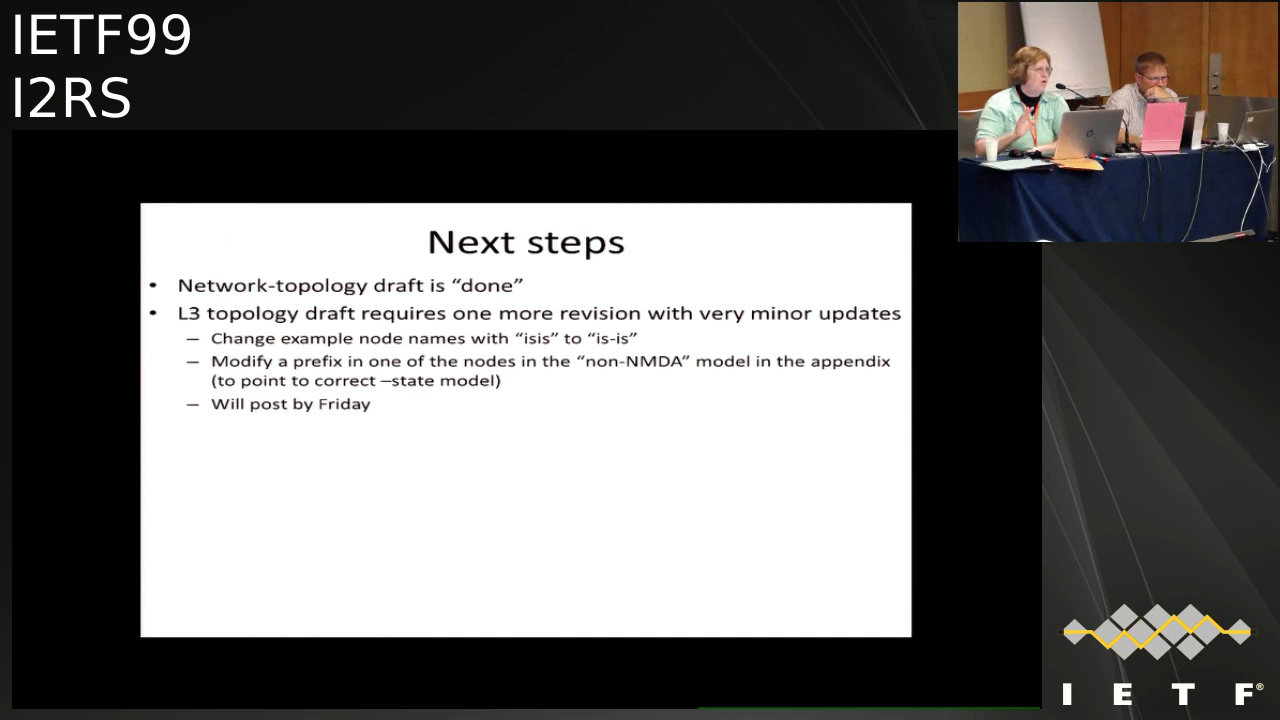 IETF99
I2RS
Next steps
• Network-topology draft is “done”
• L3 topology draft requires one more revision with very minor updates
– Change example node names with “isis” to “is-is”
– Modify a prefix in one of the nodes in the “non-NMDA” model in the appendix
(to point to correct –state model)
– Will post by Friday
I E T F®